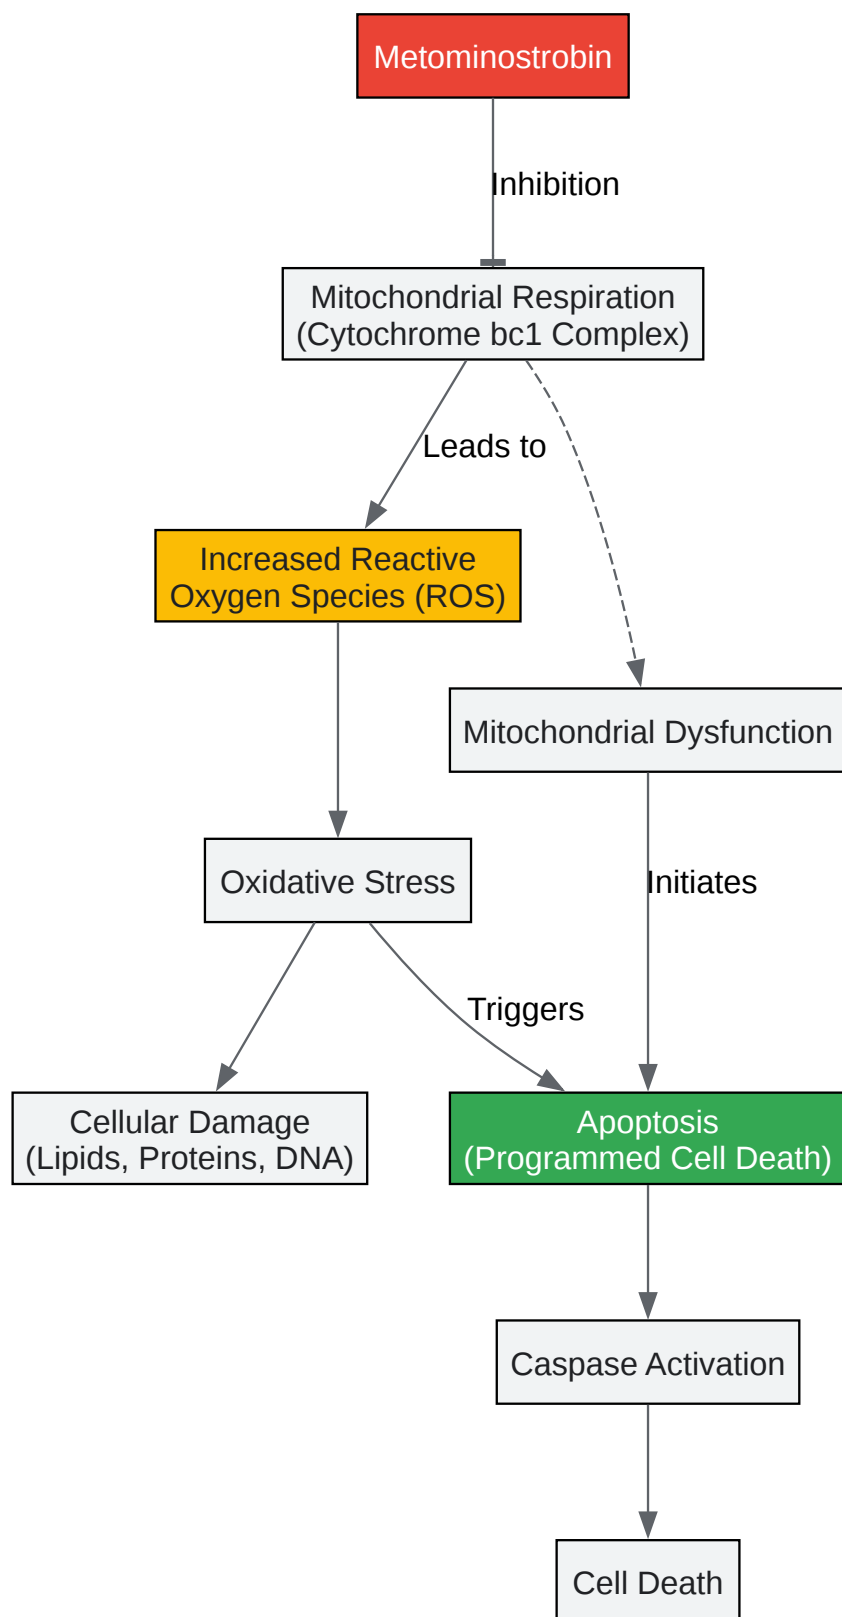 Metominostrobin
Inhibition
Mitochondrial Respiration
(Cytochrome bc1 Complex)
Leads to
Increased Reactive
Oxygen Species (ROS)
Mitochondrial Dysfunction
Oxidative Stress
Initiates
Triggers
Cellular Damage
(Lipids, Proteins, DNA)
Apoptosis
(Programmed Cell Death)
Caspase Activation
Cell Death